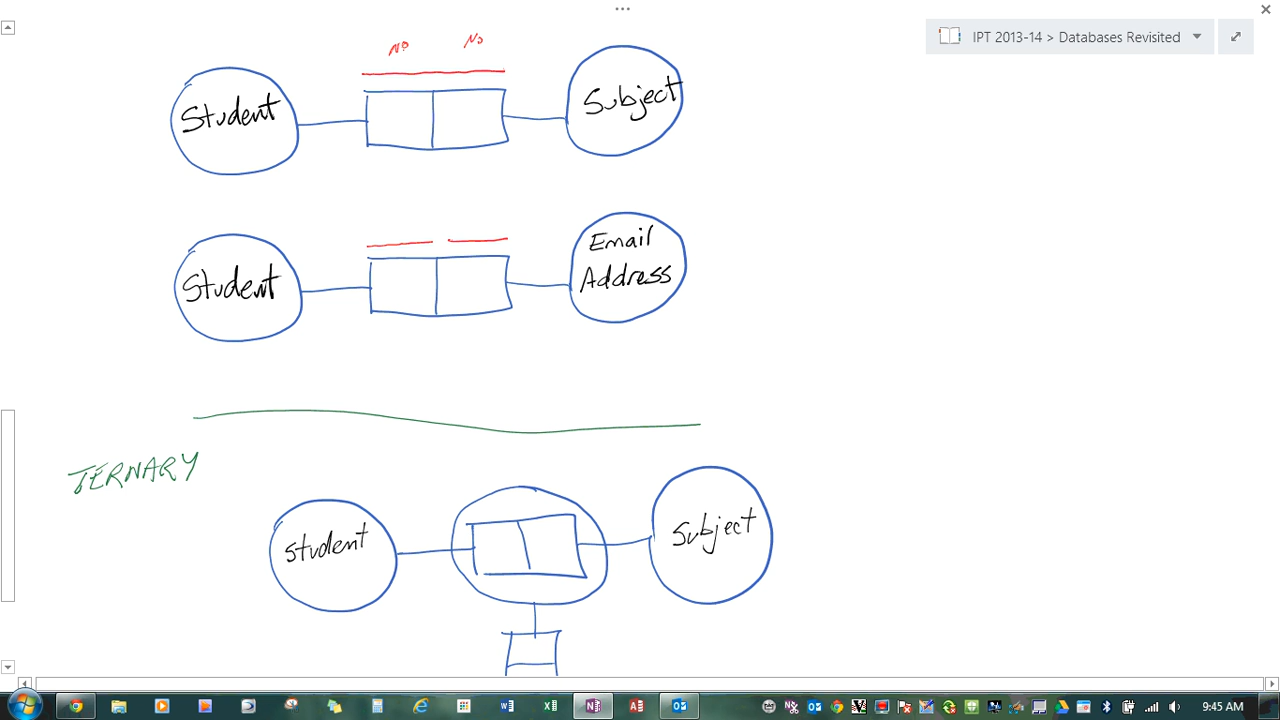 IPT 2013-14 > Databases Revisited
No No
Student
Subject
Student
Email
Address
TERNARY
Student
Subject
9:45 AM